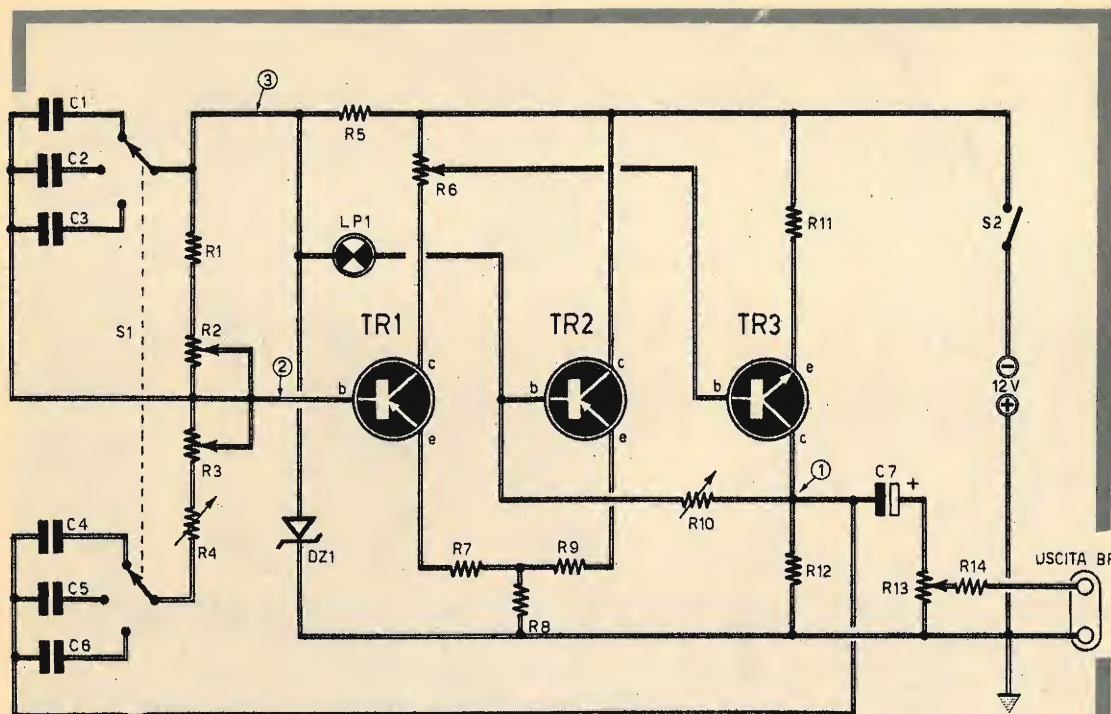 C1
C2
C3
S1
C4
C5
C6
3
R5
R6
LP1
R1
R2
2
R3
R4
DZ1
TR1
TR2
TR3
b
c
e
b
c
e
b
e
c
R7
R9
R8
R10
R11
1
C7
+
R12
R13
R14
S2
−
12 V
+
USCITA BF